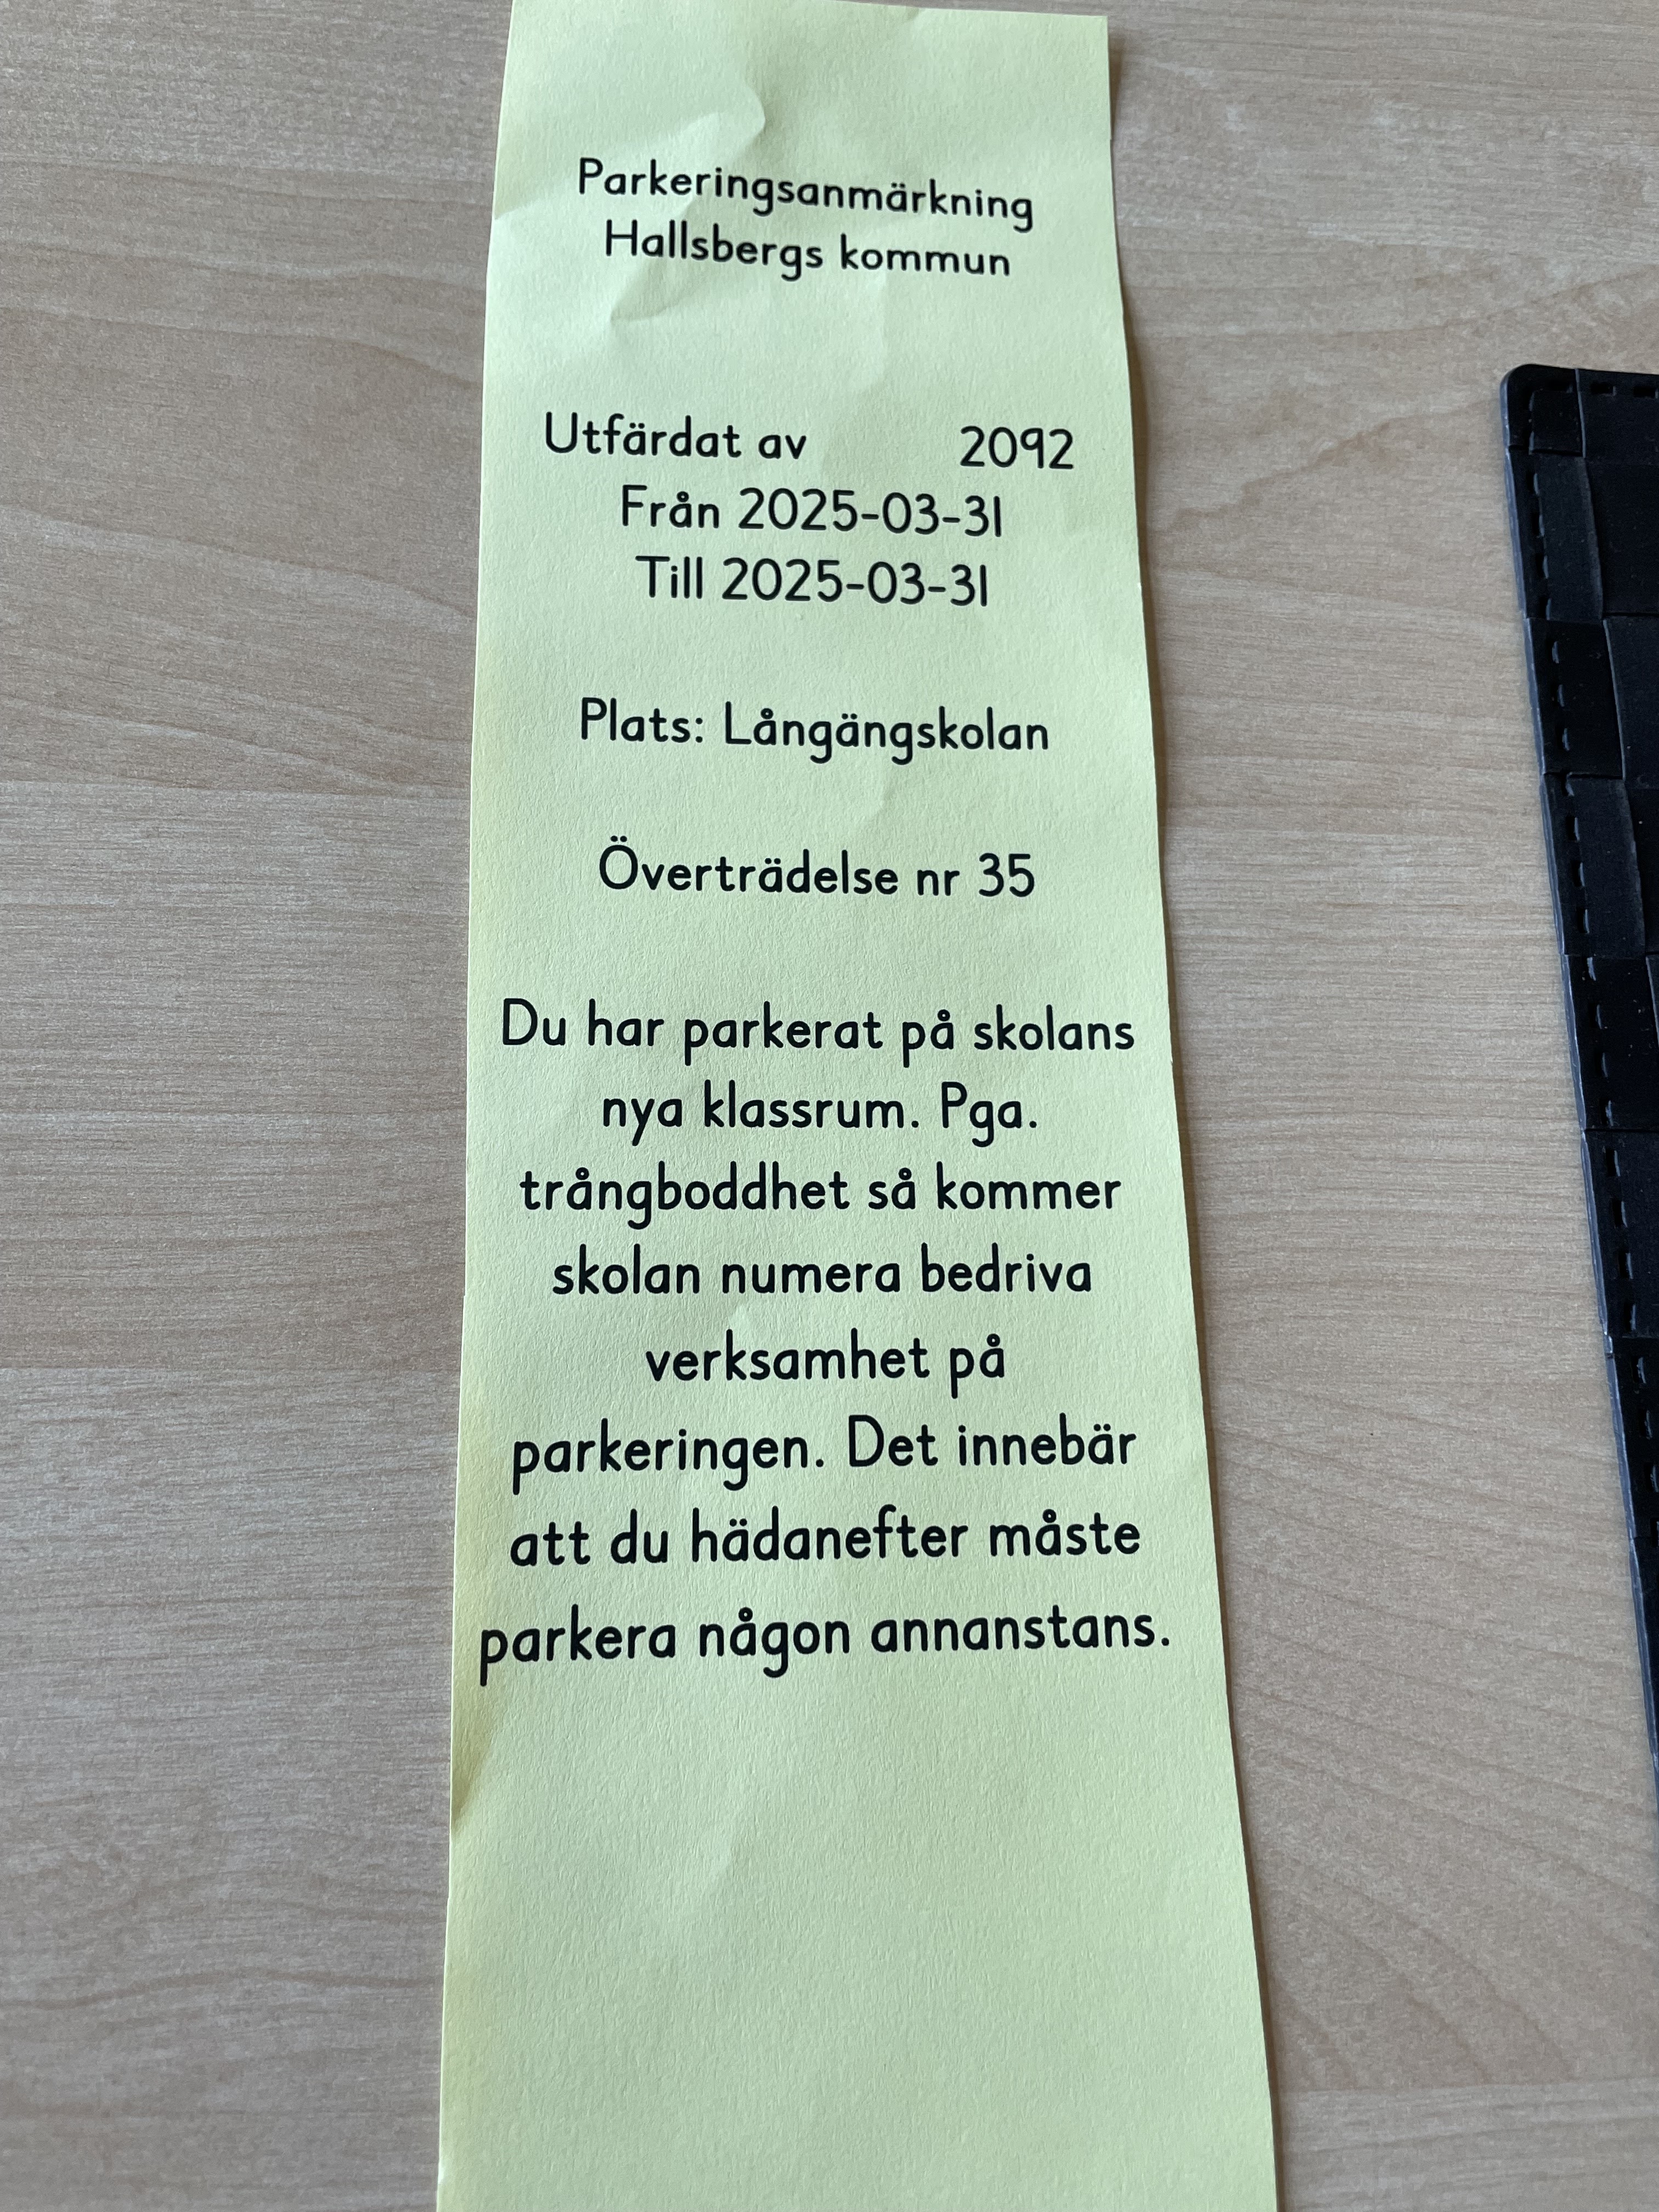 Parkeringsanmärkning
Hallsbergs kommun
Utfärdat av 2092
Från 2025-03-31
Till 2025-03-31
Plats: Långängskolan
Överträdelse nr 35
Du har parkerat på skolans
nya klassrum. Pga.
trångboddhet så kommer
skolan numera bedriva
verksamhet på
parkeringen. Det innebär
att du hädanefter måste
parkera någon annanstans.